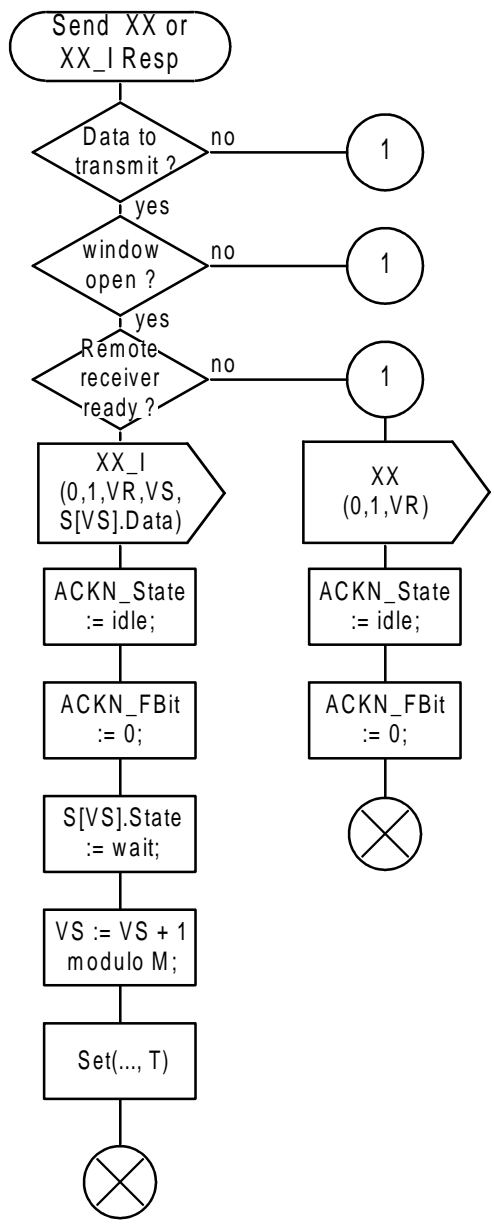 Send XX or
XX_I Resp
Data to
transmit ?
no
1
yes
window
open ?
no
1
yes
Remote
receiver
ready ?
no
1
XX_I
(0,1,VR,VS,
S[VS].Data)
XX
(0,1,VR)
ACKN_State
:= idle;
ACKN_State
:= idle;
ACKN_FBit
:= 0;
ACKN_FBit
:= 0;
S[VS].State
:= wait;
VS := VS + 1
modulo M;
Set(..., T)